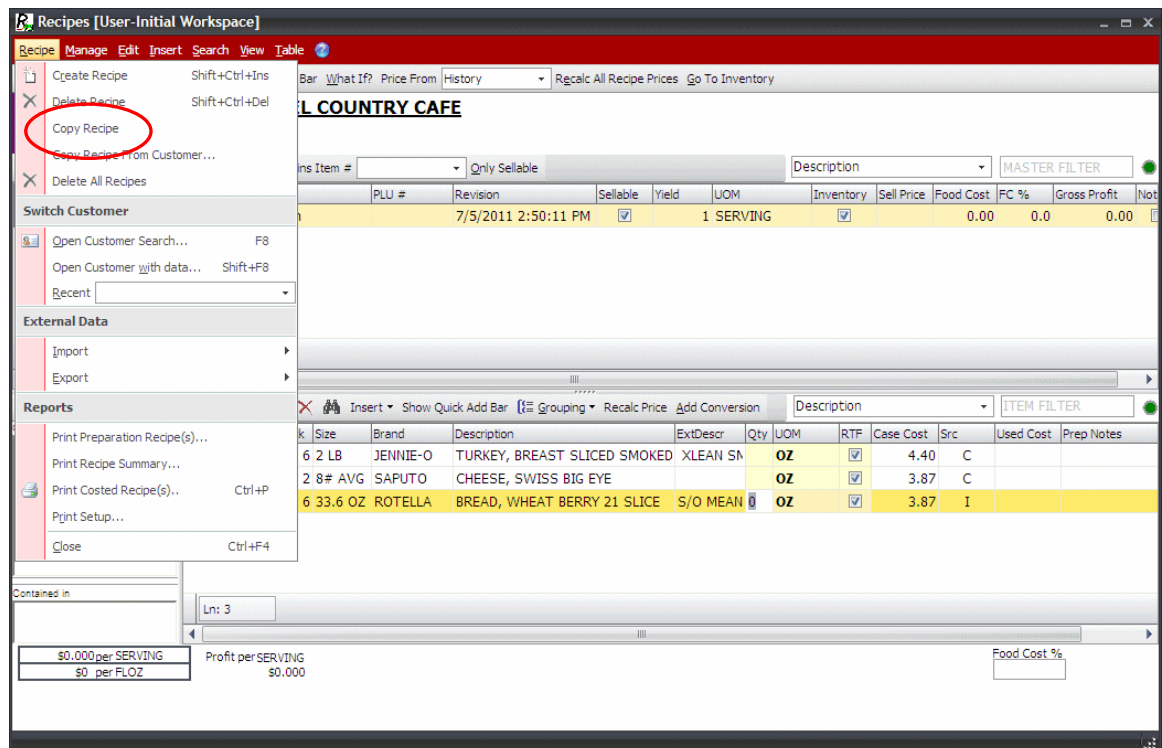 Recipes [User-Initial Workspace]
Recipe Manage Edit Insert Search View Table
Create Recipe Shift+Ctrl+Ins
Bar What If? Price From History Recalc All Recipe Prices Go To Inventory
Delete Recipe Shift+Ctrl+Del
L COUNTRY CAFE
Copy Recipe
Copy Recipe From Customer...
ins Item # Only Sellable Description MASTER FILTER
Delete All Recipes
PLU # Revision Sellable Yield UOM Inventory Sell Price Food Cost FC % Gross Profit Not
Switch Customer
7/5/2011 2:50:11 PM 1 SERVING 0.00 0.0 0.00
Open Customer Search... F8
Open Customer with data... Shift+F8
Recent
External Data
Import
Export
Reports
Insert Show Quick Add Bar Grouping Recalc Price Add Conversion Description ITEM FILTER
k Size Brand Description ExtDescr Qty UOM RTF Case Cost Src Used Cost Prep Notes
Print Preparation Recipe(s)...
6 2 LB JENNIE-O TURKEY, BREAST SLICED SMOKED XLEAN SM OZ 4.40 C
Print Recipe Summary...
2 8# AVG SAPUTO CHEESE, SWISS BIG EYE OZ 3.87 C
Print Costed Recipe(s).. Ctrl+P
6 33.6 OZ ROTELLA BREAD, WHEAT BERRY 21 SLICE S/O MEAN 0 OZ 3.87 I
Print Setup...
Close Ctrl+F4
Contained in
Ln: 3
$0.000 per SERVING Profit per SERVING Food Cost %
$0 per FLOZ $0.000